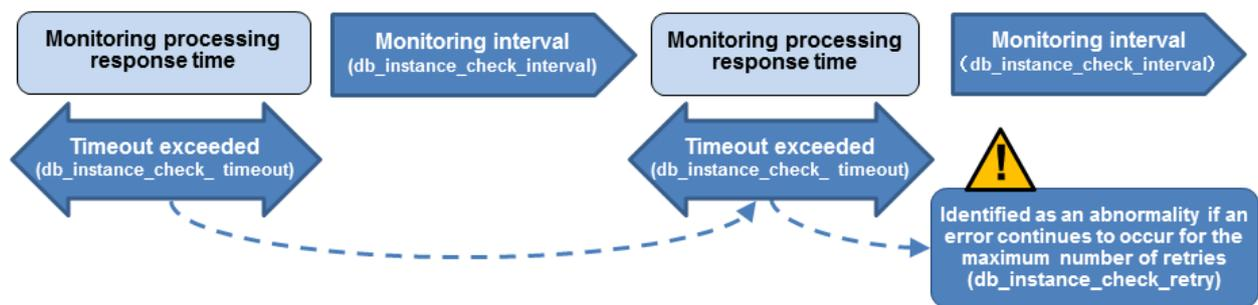 Monitoring processing
response time
Monitoring interval
(db_instance_check_interval)
Monitoring processing
response time
Monitoring interval
（db_instance_check_interval）
Timeout exceeded
(db_instance_check_ timeout)
Timeout exceeded
(db_instance_check_ timeout)
!
Identified as an abnormality if an
error continues to occur for the
maximum number of retries
(db_instance_check_retry)